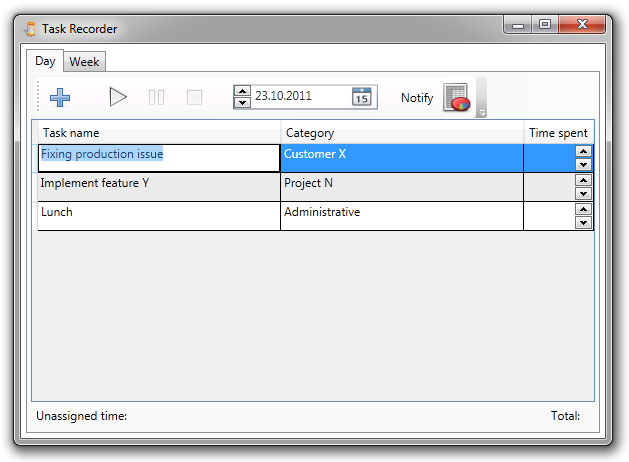 Task Recorder
Day Week
23.10.2011 15 Notify
Task name Category Time spent
Fixing production issue Customer X
Implement feature Y Project N
Lunch Administrative
Unassigned time: Total: